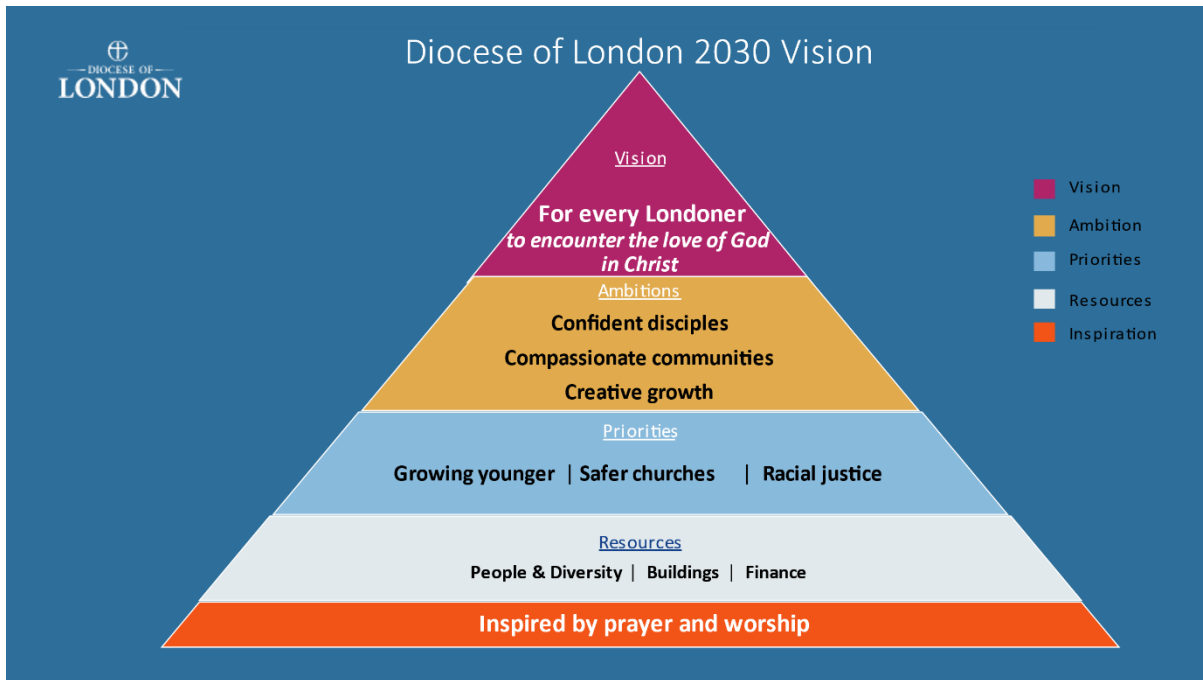 DIOCESE OF
LONDON
Diocese of London 2030 Vision
Vision
For every Londoner
to encounter the love of God
in Christ
Ambitions
Confident disciples
Compassionate communities
Creative growth
Priorities
Growing younger | Safer churches | Racial justice
Resources
People & Diversity | Buildings | Finance
Inspired by prayer and worship
Vision
Ambition
Priorities
Resources
Inspiration